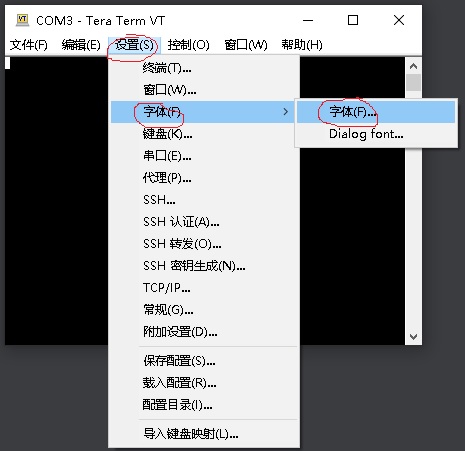 COM3 - Tera Term VT
文件(F) 编辑(E) 设置(S) 控制(O) 窗口(W) 帮助(H)
终端(T)...
窗口(W)...
字体(F)
字体(F)...
Dialog font...
键盘(K)...
串口(E)...
代理(P)...
SSH...
SSH 认证(A)...
SSH 转发(O)...
SSH 密钥生成(N)...
TCP/IP...
常规(G)...
附加设置(D)...
保存配置(S)...
载入配置(R)...
配置目录(I)...
导入键盘映射(L)...